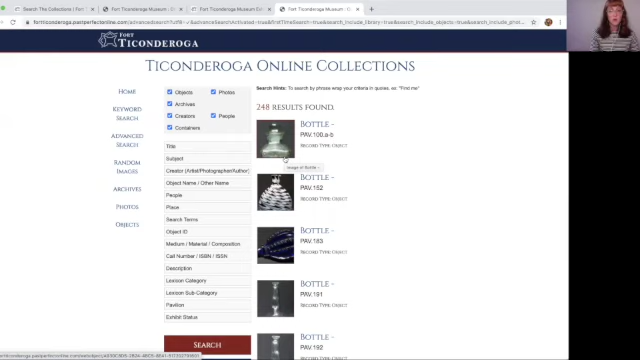 Search The Collections | Fort
Fort Ticonderoga Museum
Fort Ticonderoga Museum
Fort Ticonderoga Museum
FORT
TICONDEROGA
TICONDEROGA ONLINE COLLECTIONS
HOME
KEYWORD SEARCH
ADVANCED SEARCH
RANDOM IMAGES
ARCHIVES
PHOTOS
OBJECTS
Objects
Photos
Archives
Creators
People
Containers
Title
Subject
Creator (Artist/Photographer/Author)
Object Name / Other Name
People
Place
Search Terms
Object ID
Medium / Material / Composition
Call Number / ISBN / ISSN
Description
Lexicon Category
Lexicon Sub-Category
Pavilion
Exhibit Status
SEARCH
Search Hints: To search by phrase wrap your criteria in quotes, ex. "Find me"
248 RESULTS FOUND.
BOTTLE -
PAV.100.a-b
RECORD TYPE: OBJECT
Image of Bottle -
BOTTLE -
PAV.152
RECORD TYPE: OBJECT
BOTTLE -
PAV.183
RECORD TYPE: OBJECT
BOTTLE -
PAV.191
RECORD TYPE: OBJECT
BOTTLE -
PAV.192
RECORD TYPE: OBJECT